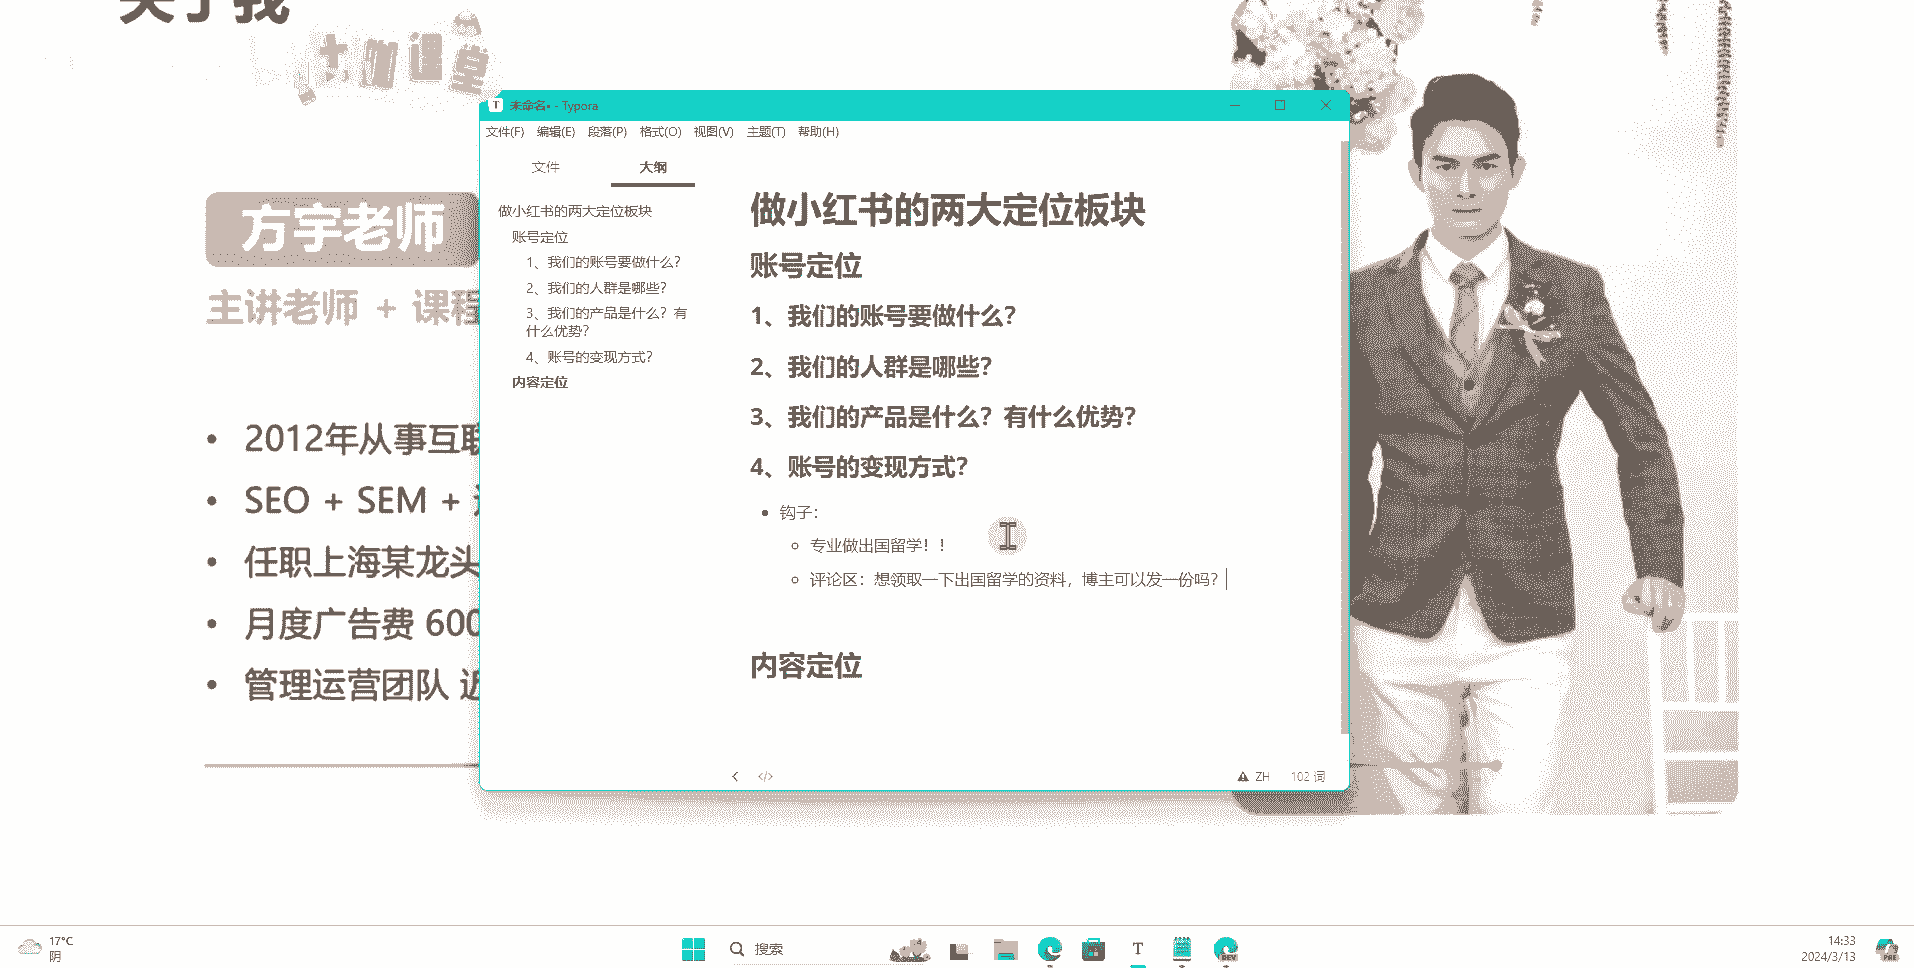 关于我
十加课堂
方宇老师
主讲老师 + 课程
2012年从事互联
SEO + SEM +
任职上海某龙头
月度广告费 600
管理运营团队 近
未命名• - Typora
文件(F) 编辑(E) 段落(P) 格式(O) 视图(V) 主题(T) 帮助(H)
文件 大纲
做小红书的两大定位板块
账号定位
1、我们的账号要做什么？
2、我们的人群是哪些？
3、我们的产品是什么？有
什么优势？
4、账号的变现方式？
内容定位
做小红书的两大定位板块
账号定位
1、我们的账号要做什么？
2、我们的人群是哪些？
3、我们的产品是什么？有什么优势？
4、账号的变现方式？
钩子：
专业做出国留学！！
评论区：想领取一下出国留学的资料，博主可以发一份吗？
内容定位
ZH 102 词
17°C
阴
搜索
T
DEV
14:33
2024/3/13
PRE